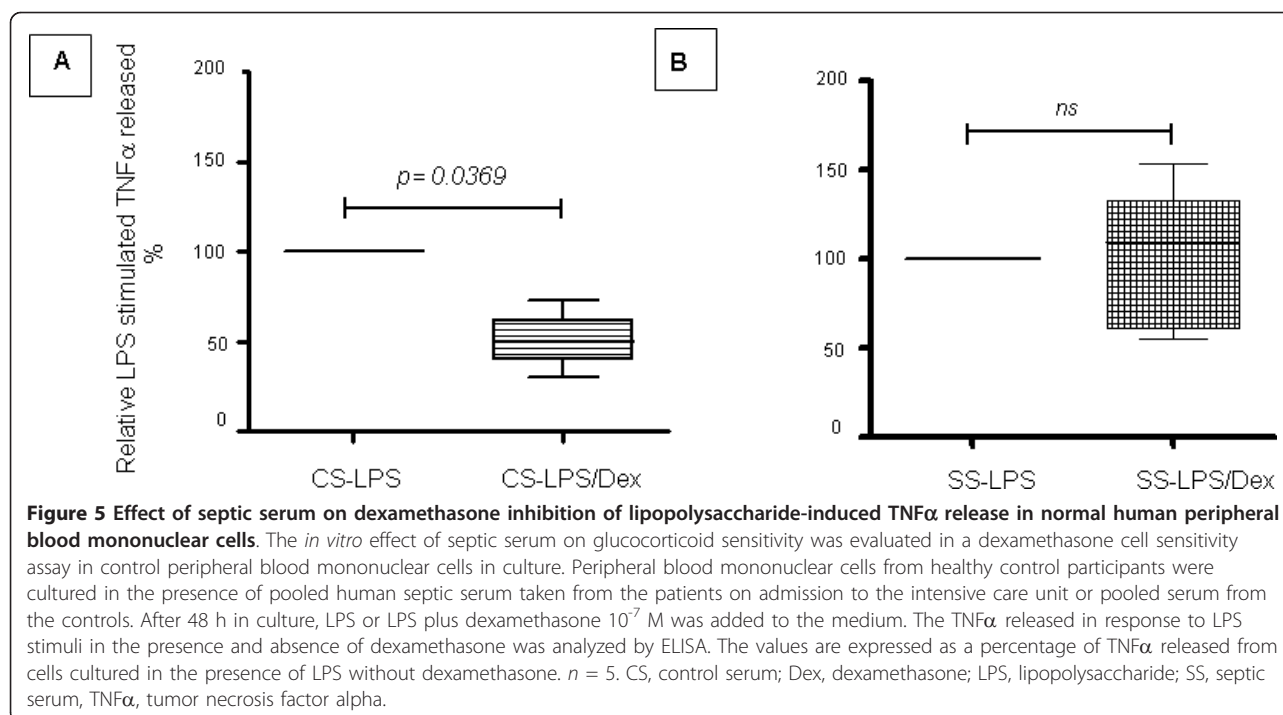 A
B
Relative LPS stimulated TNFα released
%
200
150
100
50
0
p= 0.0369
CS-LPS
CS-LPS/Dex
200
150
100
50
0
ns
SS-LPS
SS-LPS/Dex
Figure 5 Effect of septic serum on dexamethasone inhibition of lipopolysaccharide-induced TNFα release in normal human peripheral
blood mononuclear cells. The in vitro effect of septic serum on glucocorticoid sensitivity was evaluated in a dexamethasone cell sensitivity
assay in control peripheral blood mononuclear cells in culture. Peripheral blood mononuclear cells from healthy control participants were
cultured in the presence of pooled human septic serum taken from the patients on admission to the intensive care unit or pooled serum from
the controls. After 48 h in culture, LPS or LPS plus dexamethasone 10⁻⁷ M was added to the medium. The TNFα released in response to LPS
stimuli in the presence and absence of dexamethasone was analyzed by ELISA. The values are expressed as a percentage of TNFα released from
cells cultured in the presence of LPS without dexamethasone. n = 5. CS, control serum; Dex, dexamethasone; LPS, lipopolysaccharide; SS, septic
serum, TNFα, tumor necrosis factor alpha.